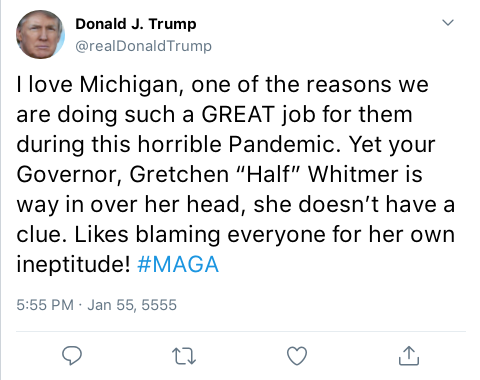 Donald J. Trump
@realDonaldTrump
I love Michigan, one of the reasons we
are doing such a GREAT job for them
during this horrible Pandemic. Yet your
Governor, Gretchen “Half” Whitmer is
way in over her head, she doesn’t have a
clue. Likes blaming everyone for her own
ineptitude! #MAGA
5:55 PM · Jan 55, 5555